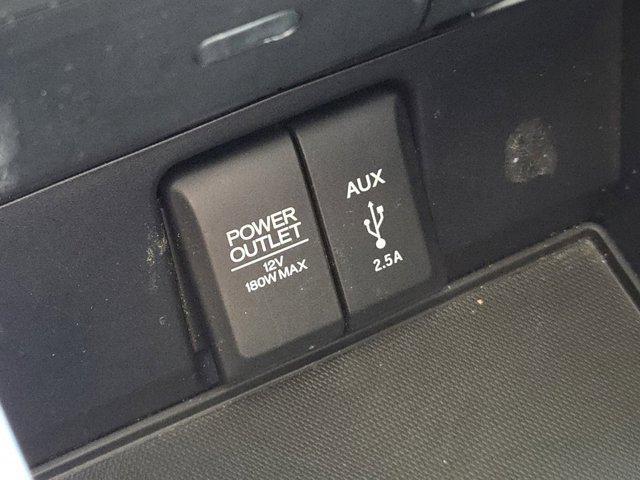 POWER
OUTLET
12V
180W MAX
AUX
2.5A